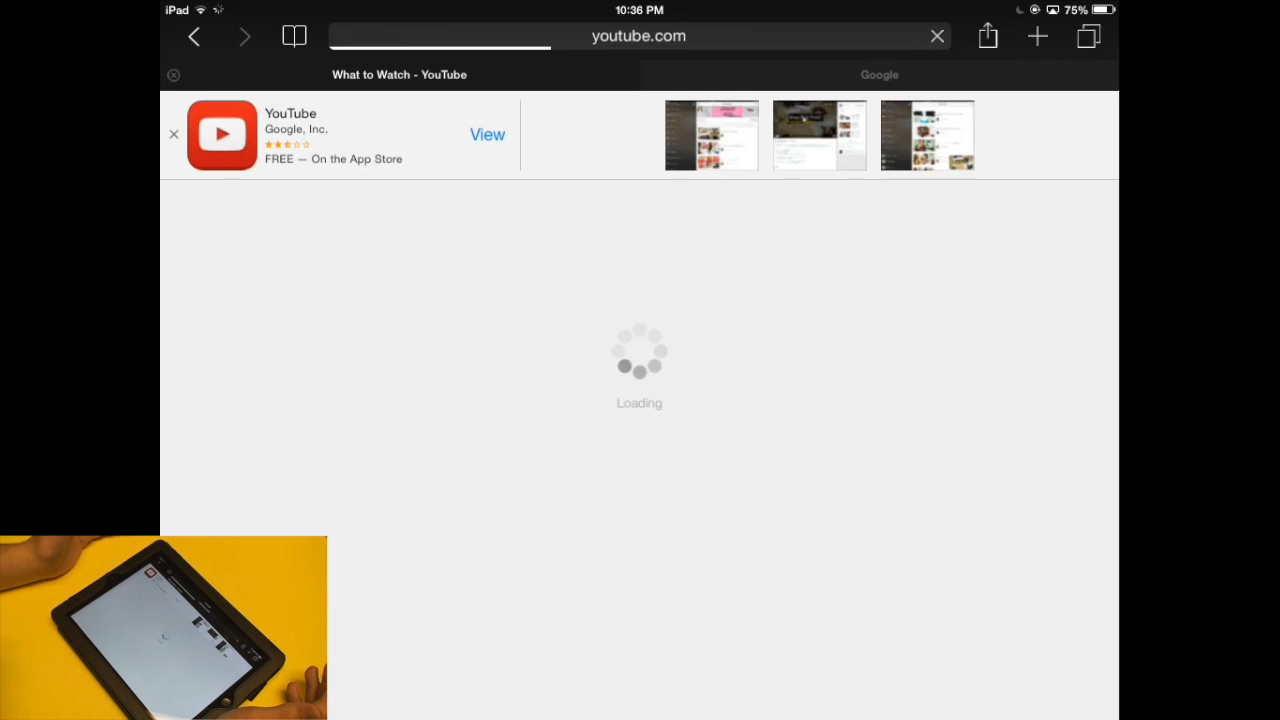 iPad 10:36 PM 75%
youtube.com
What to Watch - YouTube Google
YouTube
Google, Inc.
View
FREE — On the App Store
Loading